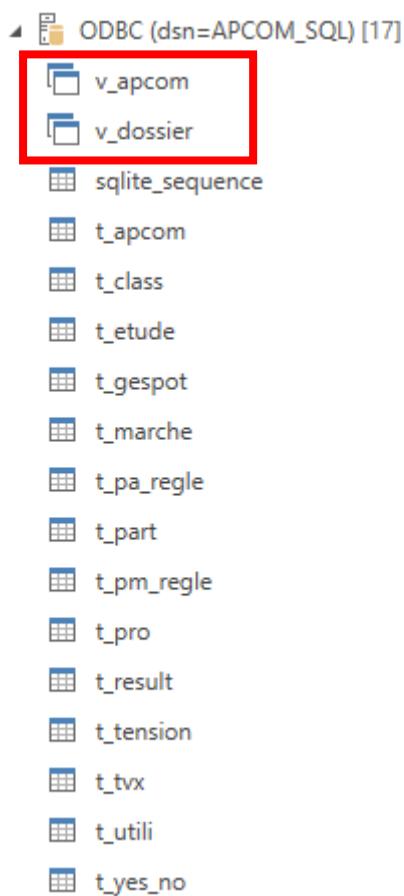 ODBC (dsn=APCOM_SQL) [17]
v_apcom
v_dossier
sqlite_sequence
t_apcom
t_class
t_etude
t_gespot
t_marche
t_pa_regle
t_part
t_pm_regle
t_pro
t_result
t_tension
t_tvx
t_utili
t_yes_no